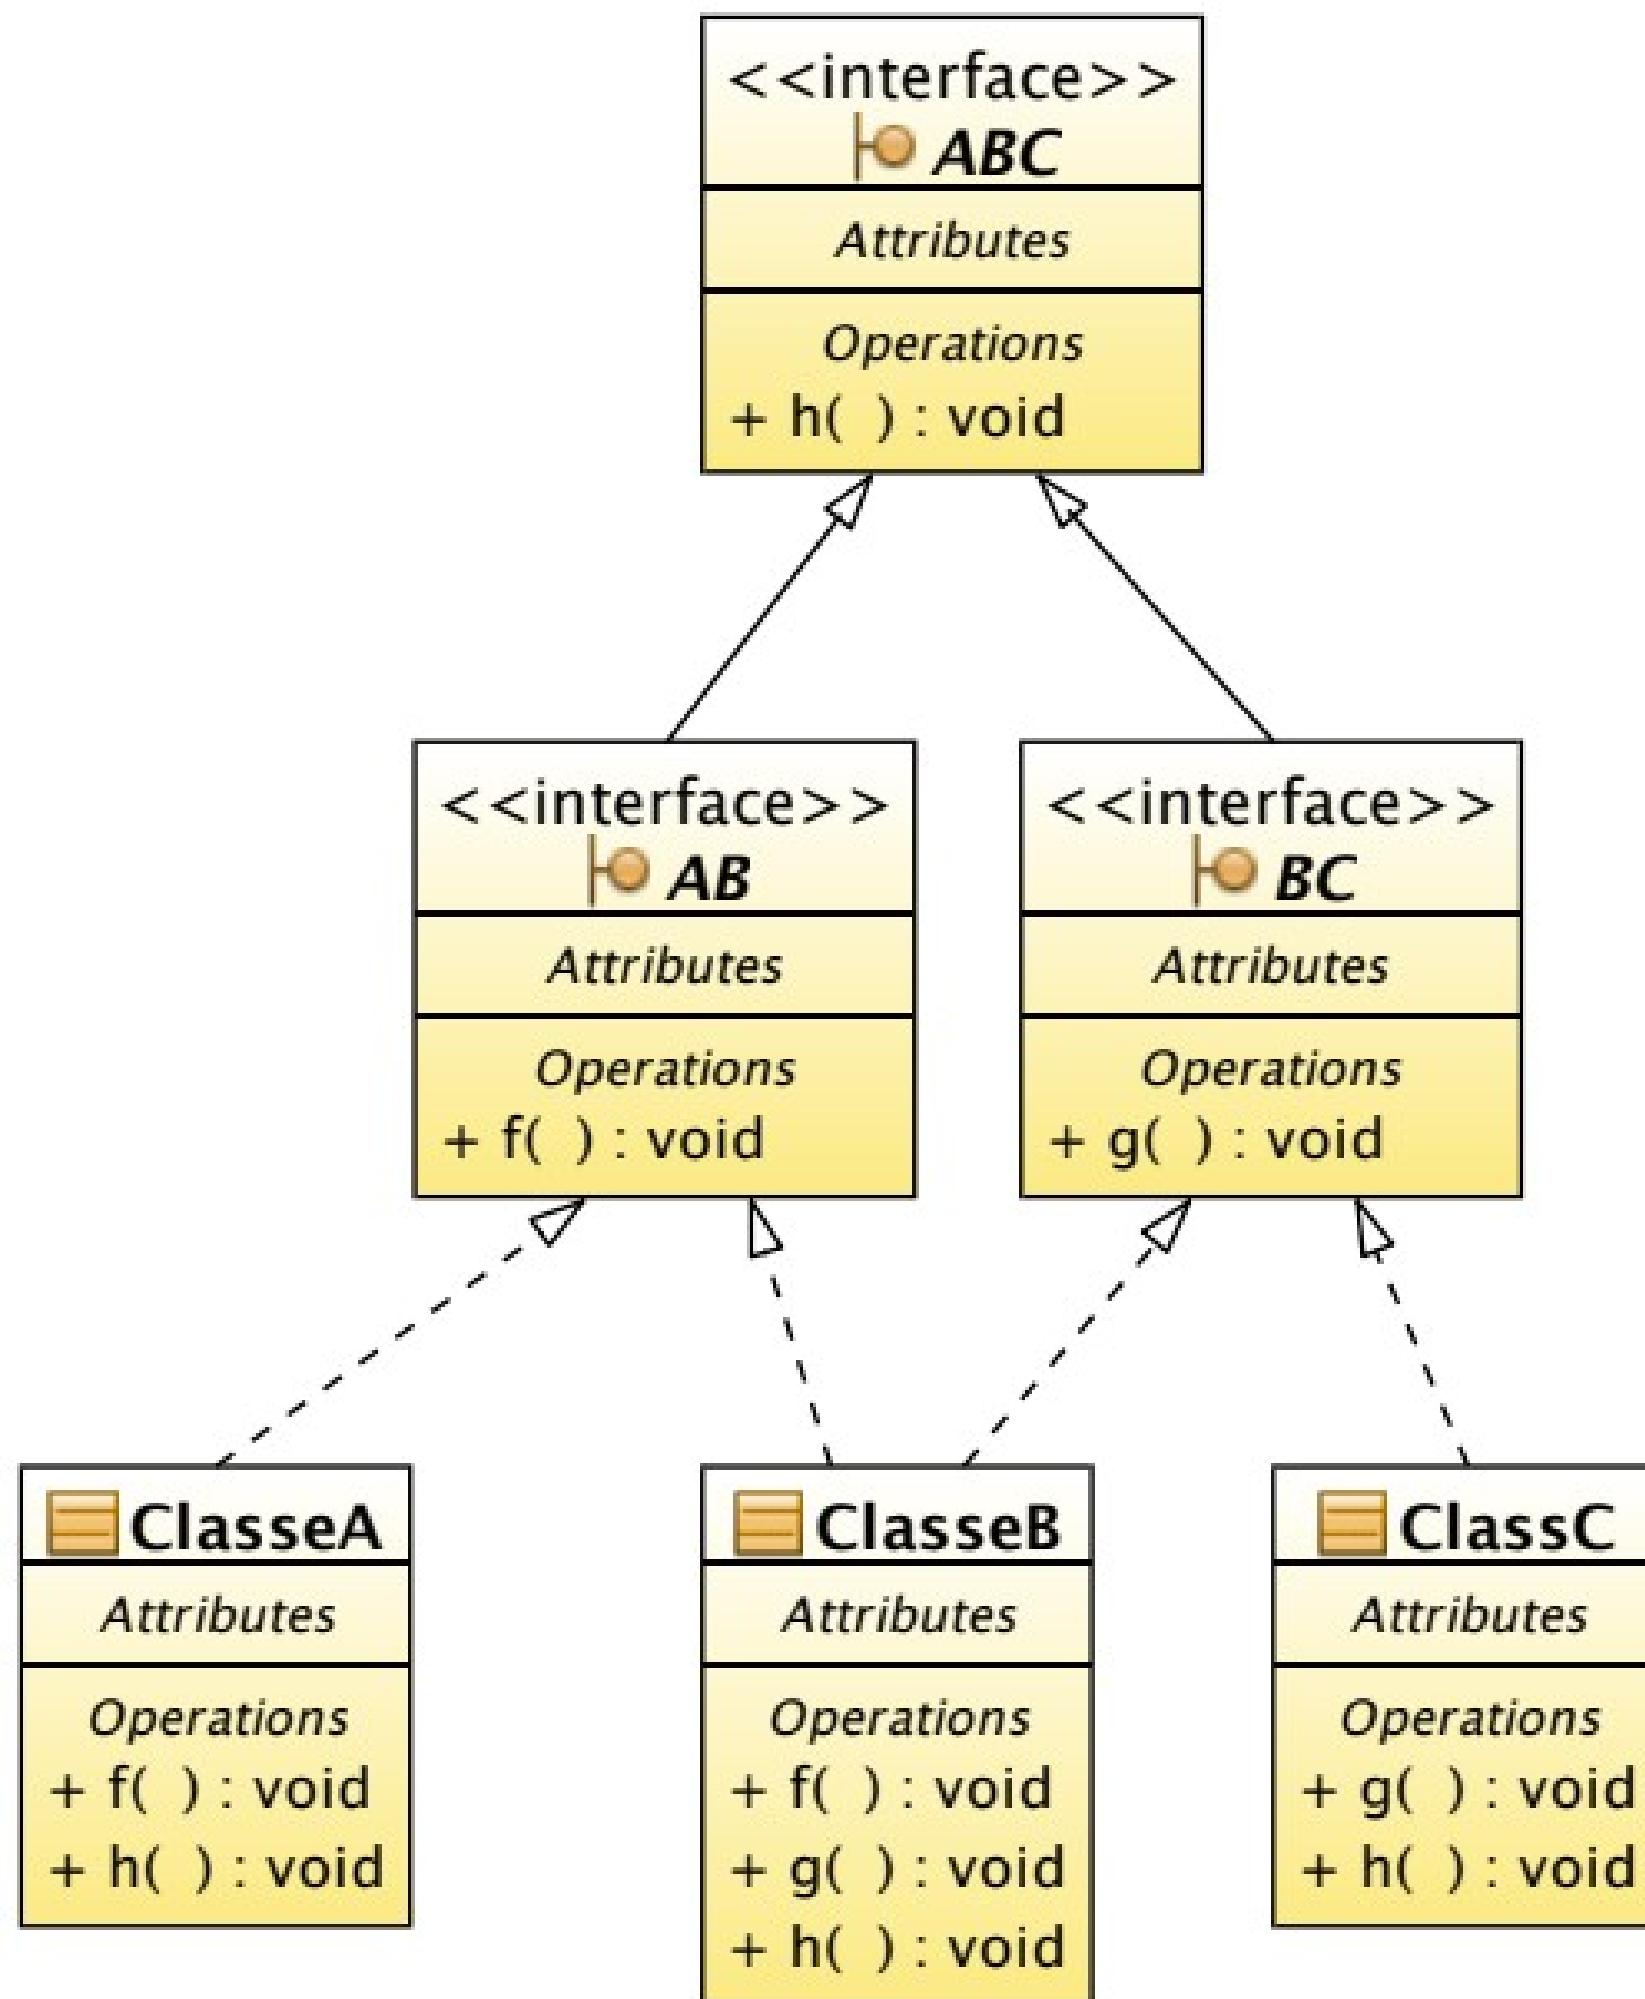 <<interface>>
ABC
Attributes
Operations
+ h( ) : void
<<interface>>
AB
Attributes
Operations
+ f( ) : void
<<interface>>
BC
Attributes
Operations
+ g( ) : void
ClasseA
Attributes
Operations
+ f( ) : void
+ h( ) : void
ClasseB
Attributes
Operations
+ f( ) : void
+ g( ) : void
+ h( ) : void
ClassC
Attributes
Operations
+ g( ) : void
+ h( ) : void